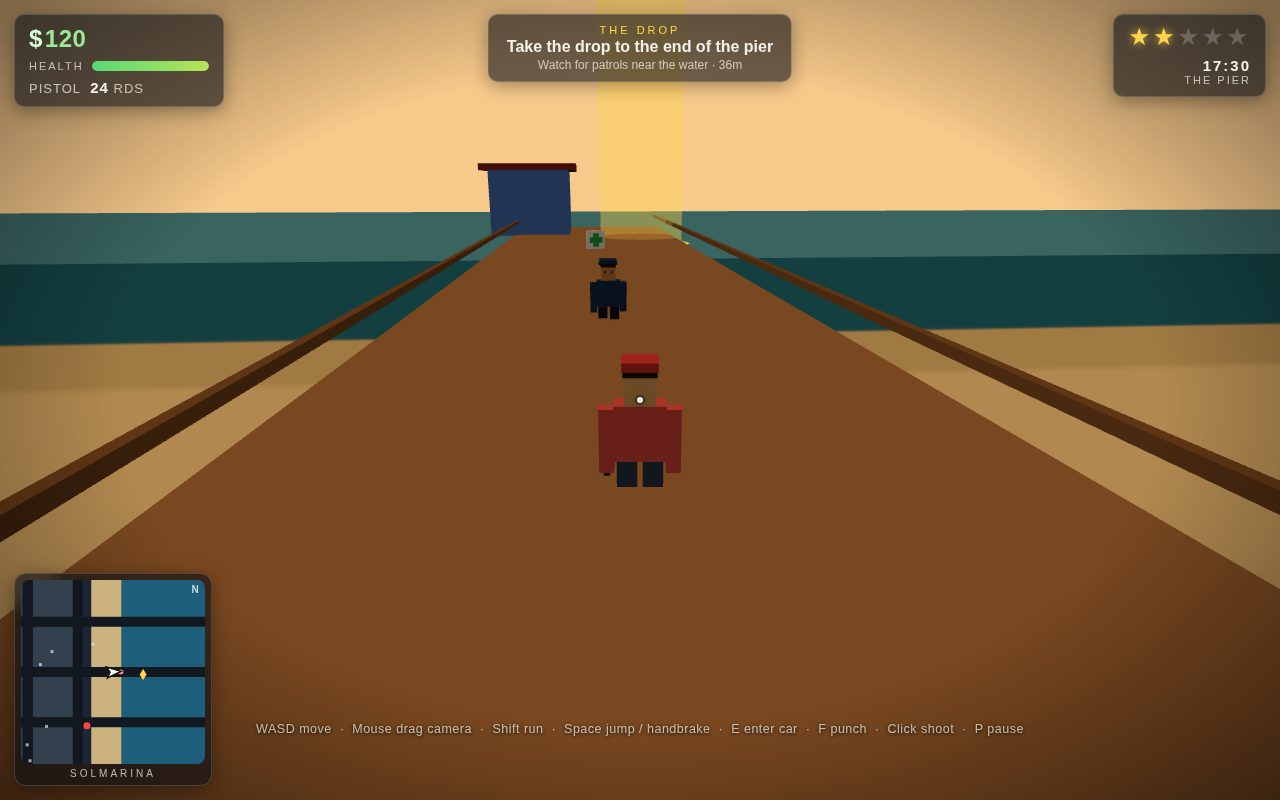 $120
HEALTH
PISTOL 24 RDS
THE DROP
Take the drop to the end of the pier
Watch for patrols near the water · 36m
17:30
THE PIER
N
SOLMARINA
WASD move · Mouse drag camera · Shift run · Space jump / handbrake · E enter car · F punch · Click shoot · P pause